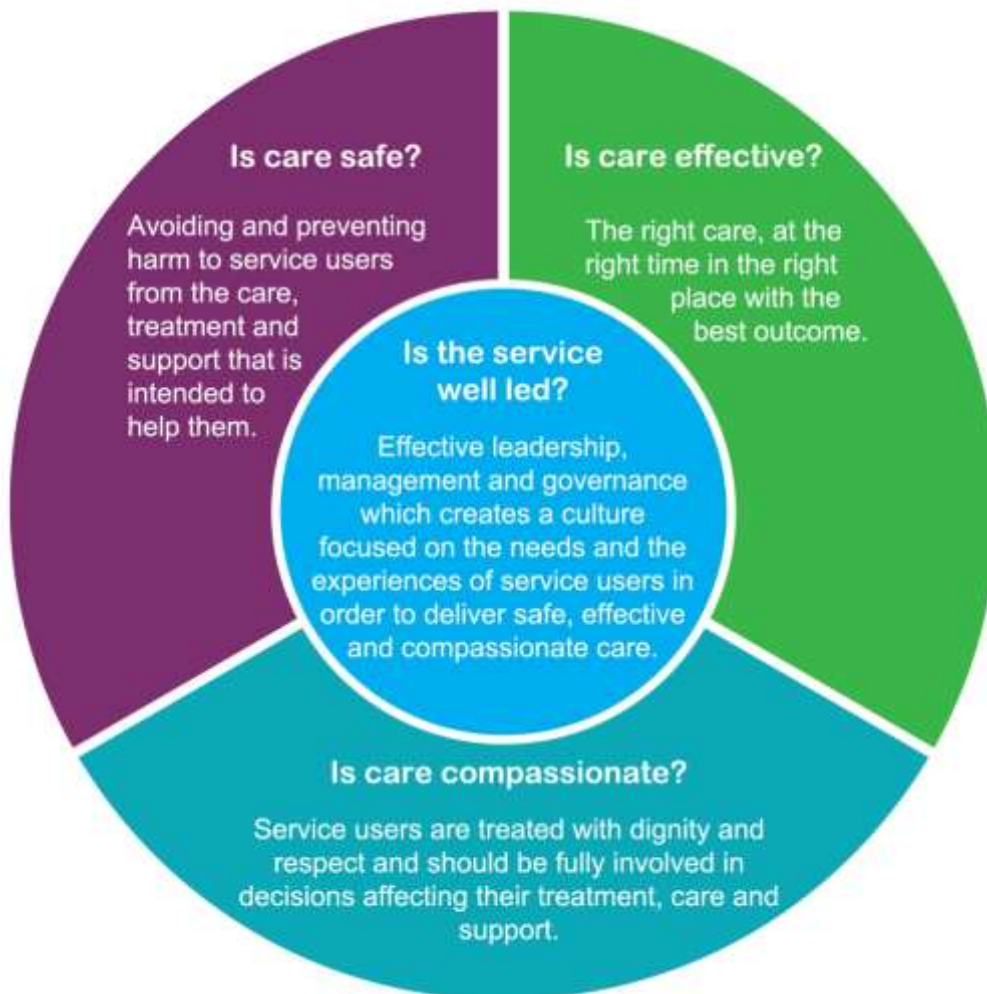 Is care safe?
Avoiding and preventing
harm to service users
from the care,
treatment and
support that is
intended to
help them.
Is care effective?
The right care, at the
right time in the right
place with the
best outcome.
Is the service
well led?
Effective leadership,
management and governance
which creates a culture
focused on the needs and the
experiences of service users in
order to deliver safe, effective
and compassionate care.
Is care compassionate?
Service users are treated with dignity and
respect and should be fully involved in
decisions affecting their treatment, care and
support.